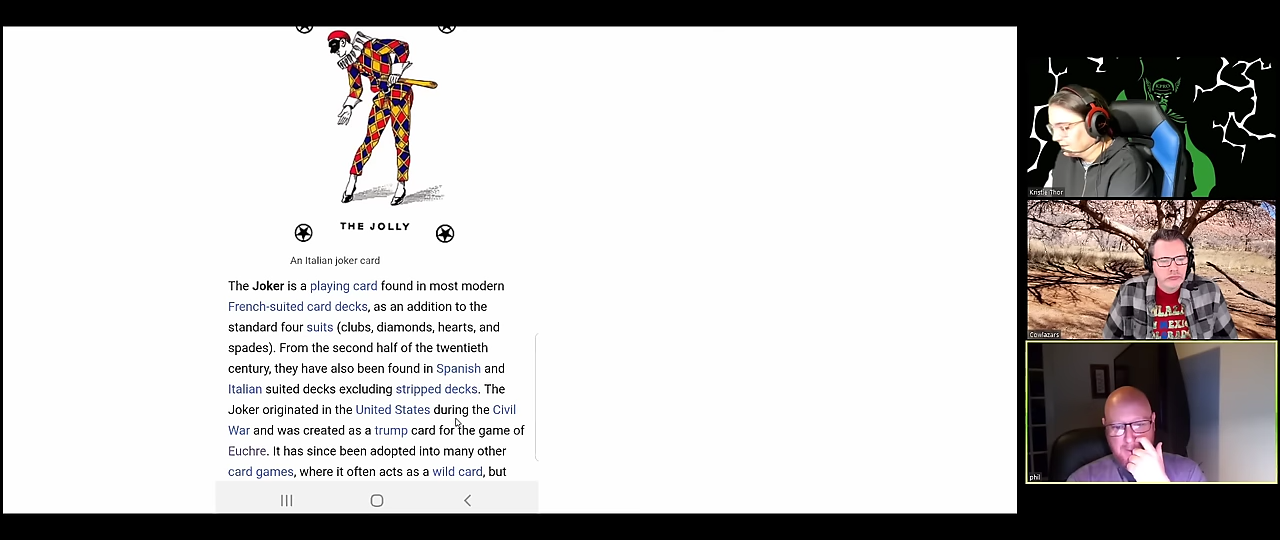 THE JOLLY
An Italian joker card
The Joker is a playing card found in most modern
French-suited card decks, as an addition to the
standard four suits (clubs, diamonds, hearts, and
spades). From the second half of the twentieth
century, they have also been found in Spanish and
Italian suited decks excluding stripped decks. The
Joker originated in the United States during the Civil
War and was created as a trump card for the game of
Euchre. It has since been adopted into many other
card games, where it often acts as a wild card, but
Kristie Thor
Cowlazars
phil